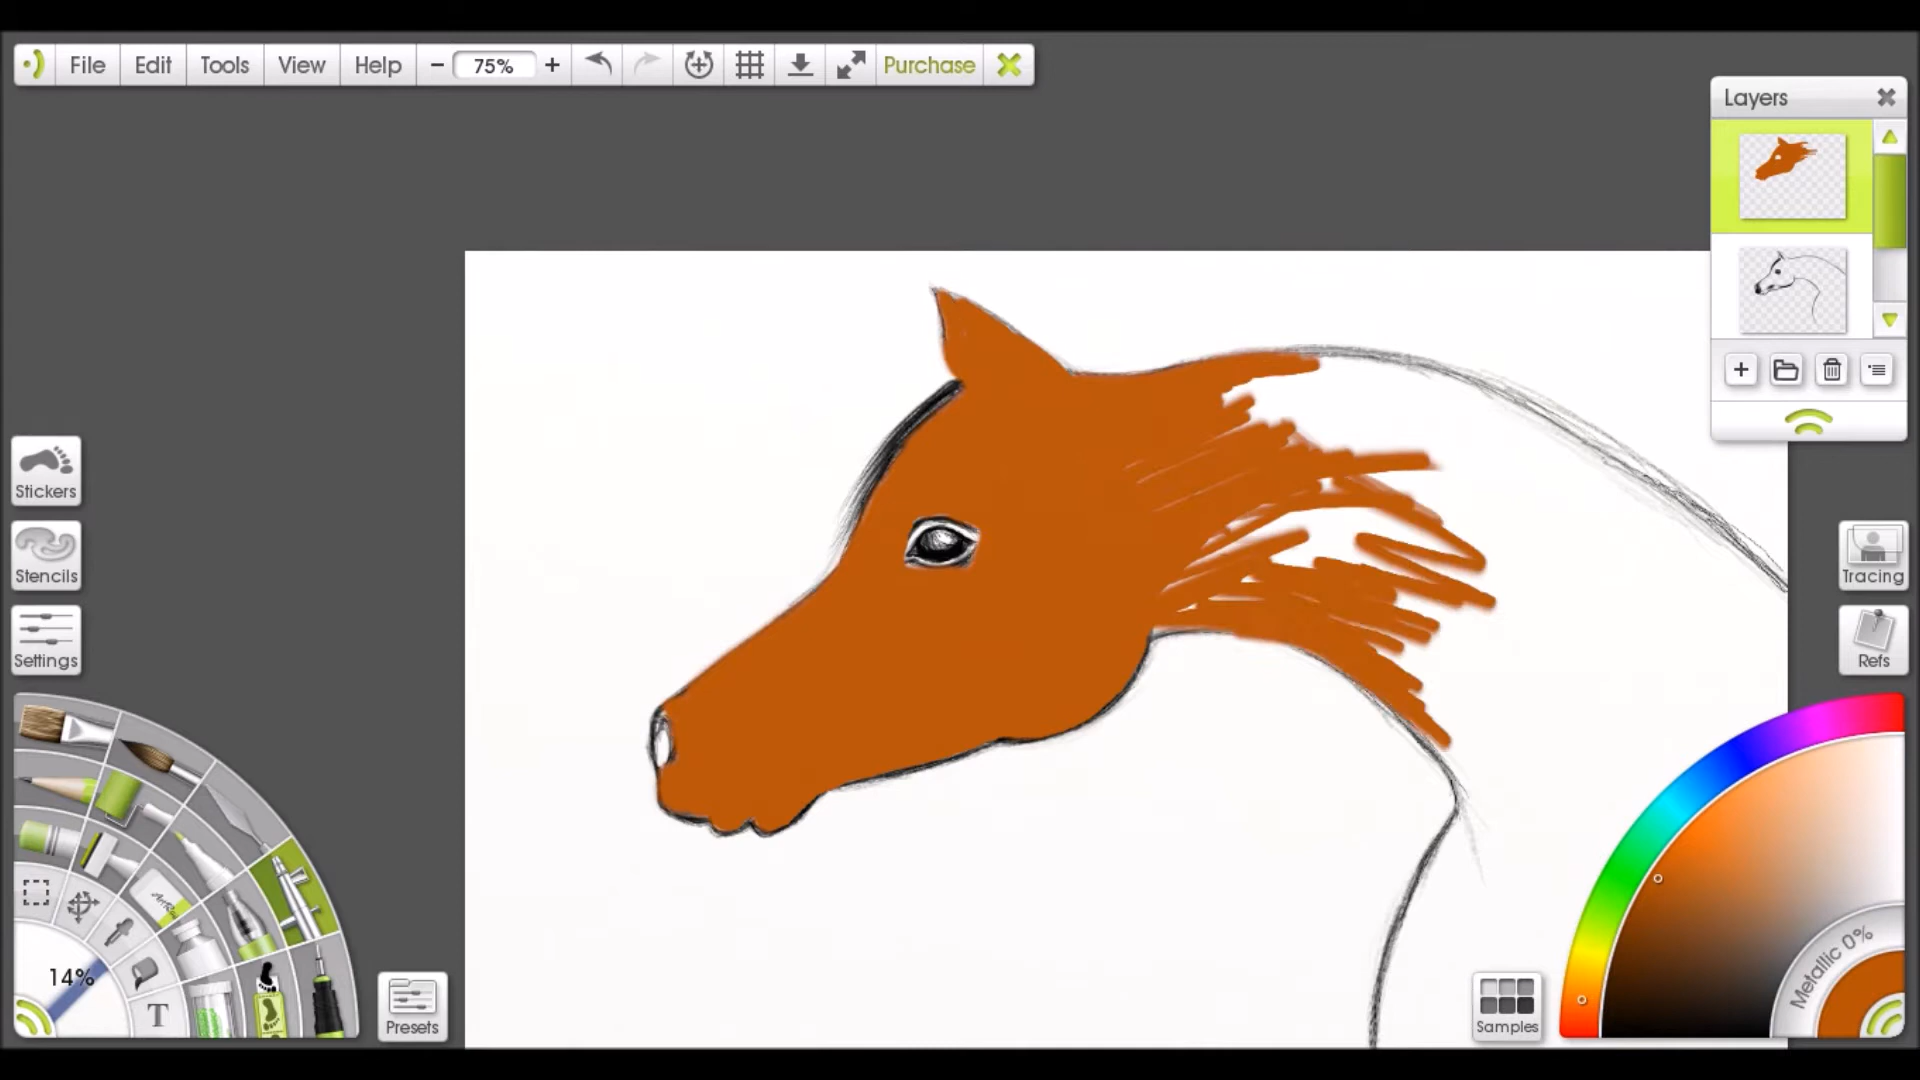 File Edit Tools View Help 75% Purchase
Layers
Stickers
Stencils
Settings
Tracing
Refs
14%
T
Presets
Samples
Metallic 0%